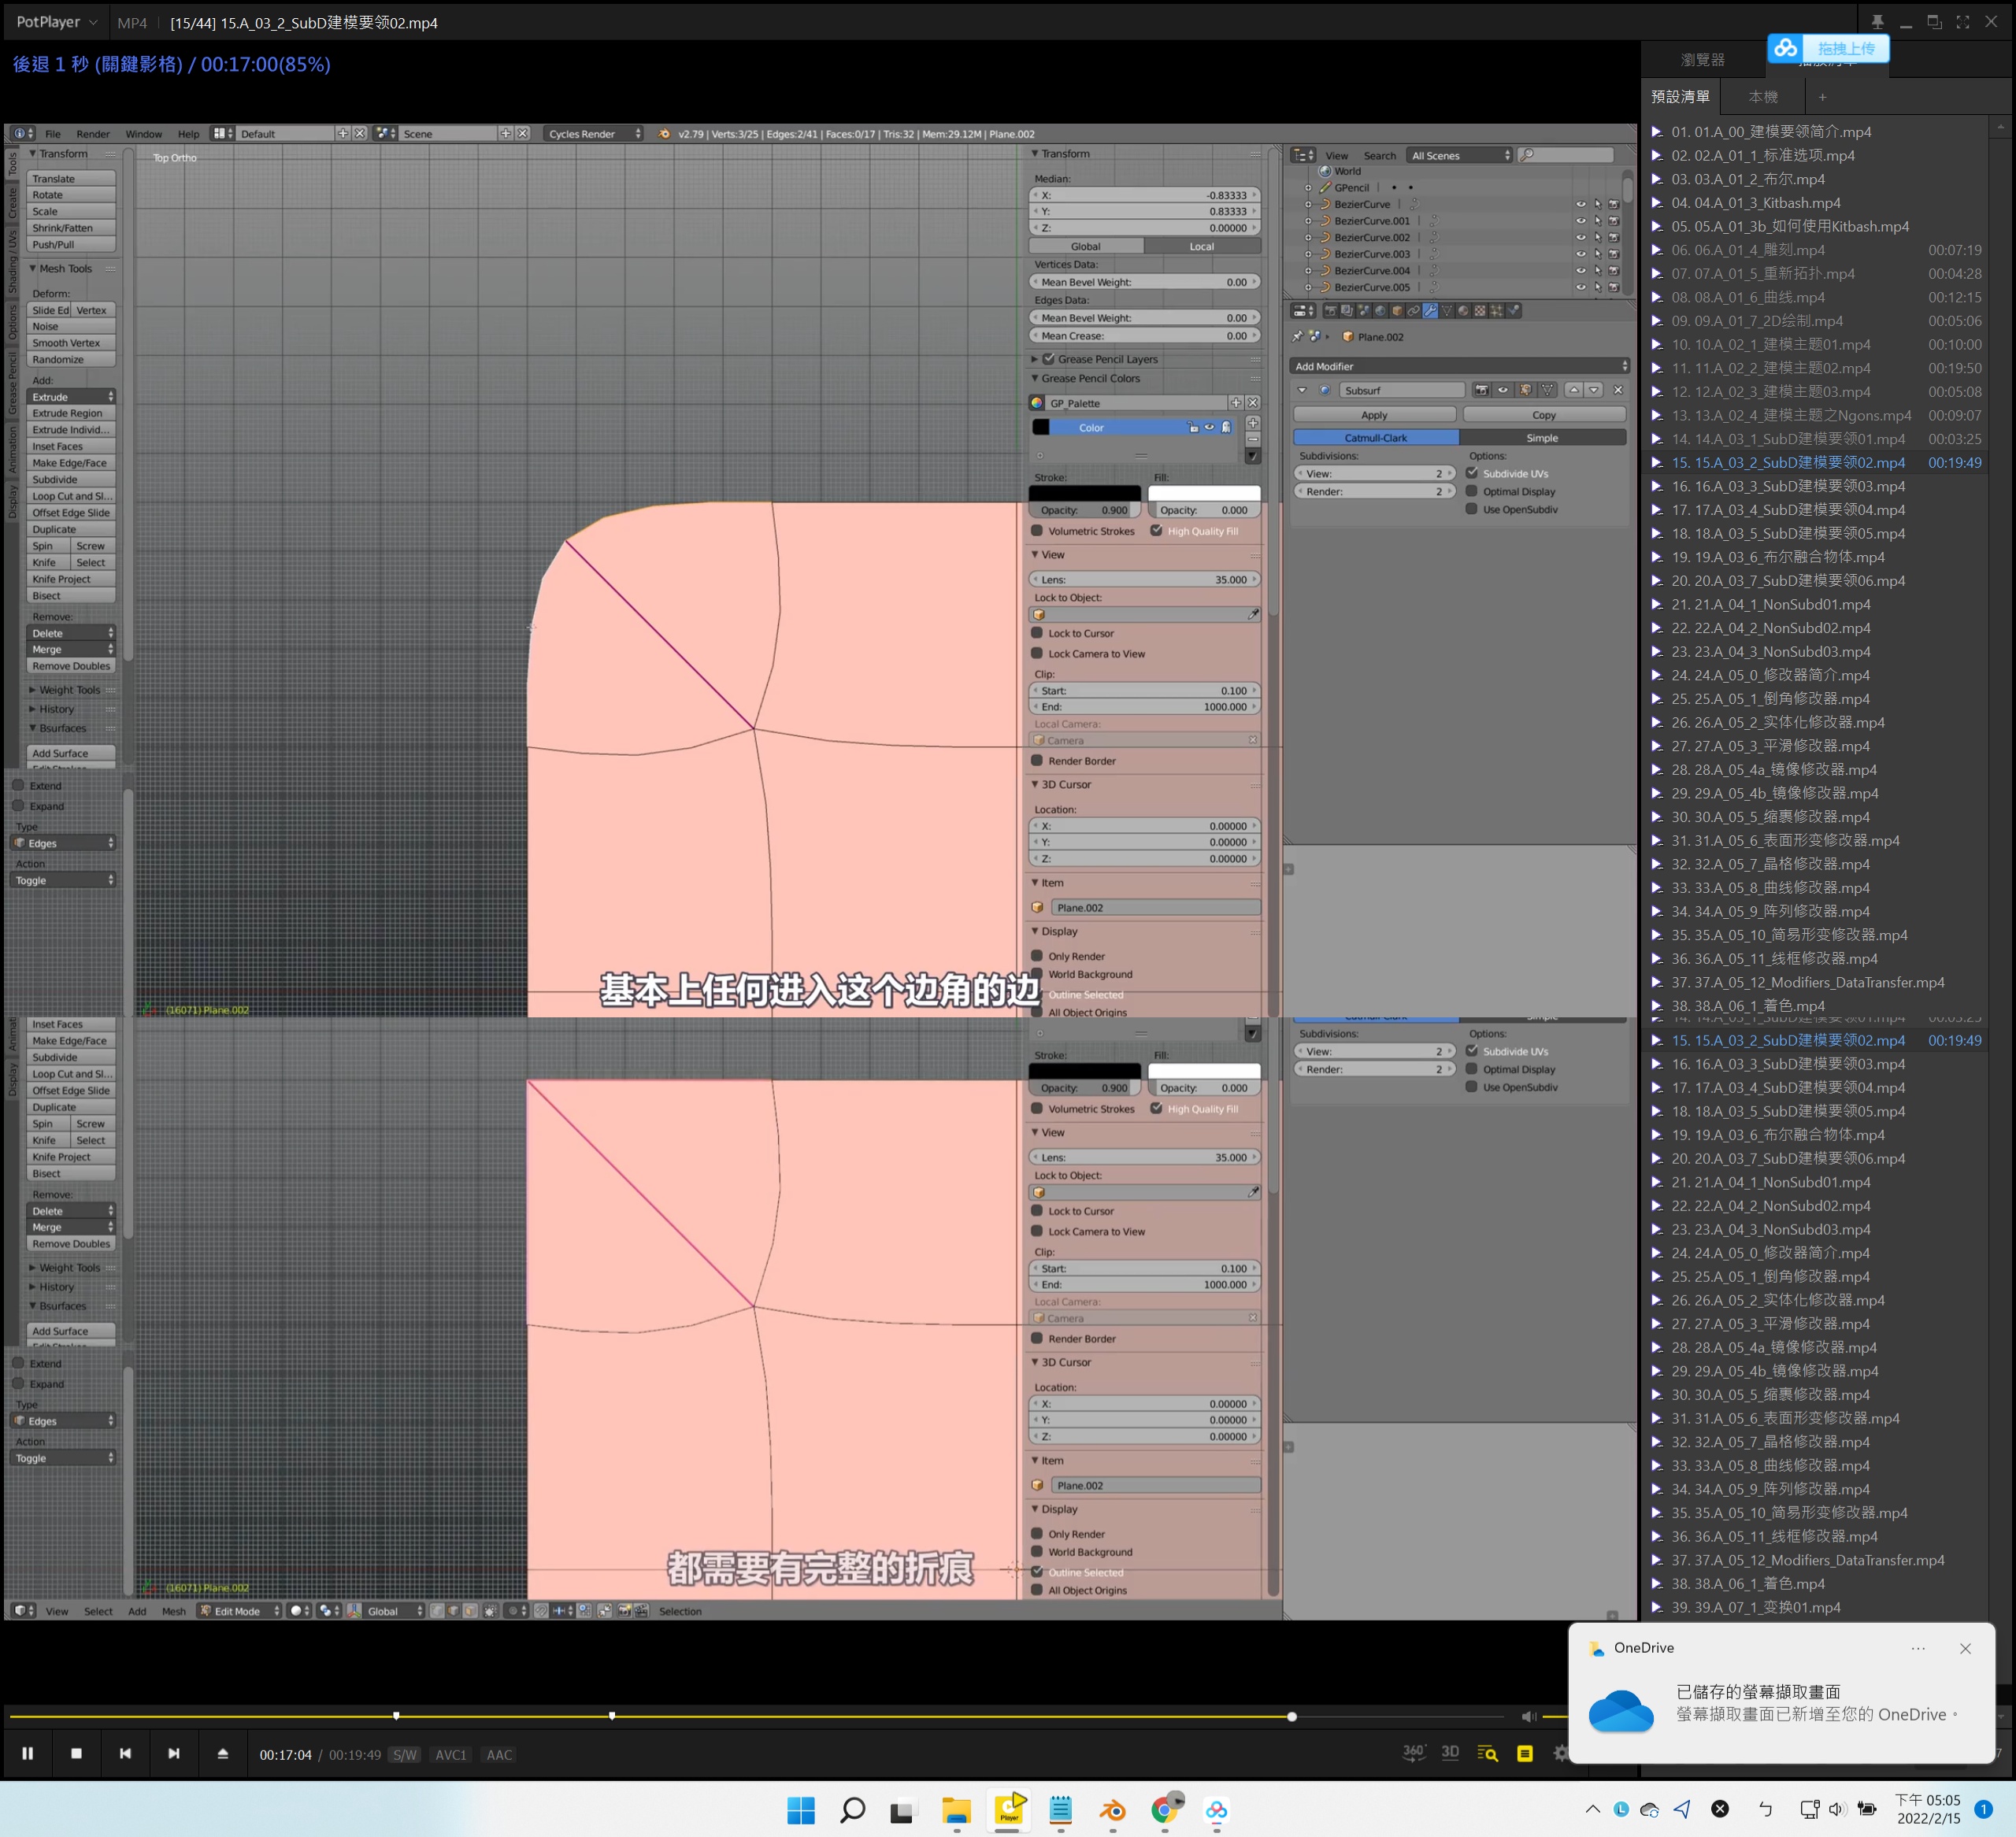 PotPlayer MP4 [15/44] 15.A_03_2_SubD建模要领02.mp4
後退 1 秒 (關鍵影格) / 00:17:00(85%)
File Render Window Help Default Scene Cycles Render v2.79 | Verts:3/25 | Edges:2/41 | Faces:0/17 | Tris:32 | Mem:29.12M | Plane.002
Tools
Create
Shading / UVs
Options
Grease Pencil
Animation
Display
Transform
Translate
Rotate
Scale
Shrink/Fatten
Push/Pull
Mesh Tools
Deform:
Slide Ed Vertex
Noise
Smooth Vertex
Randomize
Add:
Extrude
Extrude Region
Extrude Individ...
Inset Faces
Make Edge/Face
Subdivide
Loop Cut and Sl...
Offset Edge Slide
Duplicate
Spin Screw
Knife Select
Knife Project
Bisect
Remove:
Delete
Merge
Remove Doubles
Weight Tools
History
Bsurfaces
Add Surface
Extend
Expand
Type
Edges
Action
Toggle
Top Ortho
(16071) Plane.002
基本上任何进入这个边角的边
Transform
Median:
X: -0.83333
Y: 0.83333
Z: 0.00000
Global Local
Vertices Data:
Mean Bevel Weight: 0.00
Edges Data:
Mean Bevel Weight: 0.00
Mean Crease: 0.00
Grease Pencil Layers
Grease Pencil Colors
GP_Palette
Color
Stroke: Fill:
Opacity: 0.900 Opacity: 0.000
Volumetric Strokes High Quality Fill
View
Lens: 35.000
Lock to Object:
Lock to Cursor
Lock Camera to View
Clip:
Start: 0.100
End: 1000.000
Local Camera:
Camera
Render Border
3D Cursor
Location:
X: 0.00000
Y: 0.00000
Z: 0.00000
Item
Plane.002
Display
Only Render
World Background
Outline Selected
All Object Origins
View Search All Scenes
World
GPencil
BezierCurve
BezierCurve.001
BezierCurve.002
BezierCurve.003
BezierCurve.004
BezierCurve.005
Plane.002
Add Modifier
Subsurf
Apply Copy
Catmull-Clark Simple
Subdivisions: Options:
View: 2 Subdivide UVs
Render: 2 Optimal Display
Use OpenSubdiv
Inset Faces
Make Edge/Face
Subdivide
Loop Cut and Sl...
Offset Edge Slide
Duplicate
Spin Screw
Knife Select
Knife Project
Bisect
Remove:
Delete
Merge
Remove Doubles
Weight Tools
History
Bsurfaces
Add Surface
Extend
Expand
Type
Edges
Action
Toggle
Display
(16071) Plane.002
都需要有完整的折痕
Stroke: Fill:
Opacity: 0.900 Opacity: 0.000
Volumetric Strokes High Quality Fill
View
Lens: 35.000
Lock to Object:
Lock to Cursor
Lock Camera to View
Clip:
Start: 0.100
End: 1000.000
Local Camera:
Camera
Render Border
3D Cursor
Location:
X: 0.00000
Y: 0.00000
Z: 0.00000
Item
Plane.002
Display
Only Render
World Background
Outline Selected
All Object Origins
Subdivisions: Options:
View: 2 Subdivide UVs
Render: 2 Optimal Display
Use OpenSubdiv
View Select Add Mesh Edit Mode Global Selection
瀏覽器
拖拽上传
預設清單 本機 +
01. 01.A_00_建模要领简介.mp4
02. 02.A_01_1_标准选项.mp4
03. 03.A_01_2_布尔.mp4
04. 04.A_01_3_Kitbash.mp4
05. 05.A_01_3b_如何使用Kitbash.mp4
06. 06.A_01_4_雕刻.mp4 00:07:19
07. 07.A_01_5_重新拓扑.mp4 00:04:28
08. 08.A_01_6_曲线.mp4 00:12:15
09. 09.A_01_7_2D绘制.mp4 00:05:06
10. 10.A_02_1_建模主题01.mp4 00:10:00
11. 11.A_02_2_建模主题02.mp4 00:19:50
12. 12.A_02_3_建模主题03.mp4 00:05:08
13. 13.A_02_4_建模主题之Ngons.mp4 00:09:07
14. 14.A_03_1_SubD建模要领01.mp4 00:03:25
15. 15.A_03_2_SubD建模要领02.mp4 00:19:49
16. 16.A_03_3_SubD建模要领03.mp4
17. 17.A_03_4_SubD建模要领04.mp4
18. 18.A_03_5_SubD建模要领05.mp4
19. 19.A_03_6_布尔融合物体.mp4
20. 20.A_03_7_SubD建模要领06.mp4
21. 21.A_04_1_NonSubd01.mp4
22. 22.A_04_2_NonSubd02.mp4
23. 23.A_04_3_NonSubd03.mp4
24. 24.A_05_0_修改器简介.mp4
25. 25.A_05_1_倒角修改器.mp4
26. 26.A_05_2_实体化修改器.mp4
27. 27.A_05_3_平滑修改器.mp4
28. 28.A_05_4a_镜像修改器.mp4
29. 29.A_05_4b_镜像修改器.mp4
30. 30.A_05_5_缩裹修改器.mp4
31. 31.A_05_6_表面形变修改器.mp4
32. 32.A_05_7_晶格修改器.mp4
33. 33.A_05_8_曲线修改器.mp4
34. 34.A_05_9_阵列修改器.mp4
35. 35.A_05_10_简易形变修改器.mp4
36. 36.A_05_11_线框修改器.mp4
37. 37.A_05_12_Modifiers_DataTransfer.mp4
38. 38.A_06_1_着色.mp4
15. 15.A_03_2_SubD建模要领02.mp4 00:19:49
16. 16.A_03_3_SubD建模要领03.mp4
17. 17.A_03_4_SubD建模要领04.mp4
18. 18.A_03_5_SubD建模要领05.mp4
19. 19.A_03_6_布尔融合物体.mp4
20. 20.A_03_7_SubD建模要领06.mp4
21. 21.A_04_1_NonSubd01.mp4
22. 22.A_04_2_NonSubd02.mp4
23. 23.A_04_3_NonSubd03.mp4
24. 24.A_05_0_修改器简介.mp4
25. 25.A_05_1_倒角修改器.mp4
26. 26.A_05_2_实体化修改器.mp4
27. 27.A_05_3_平滑修改器.mp4
28. 28.A_05_4a_镜像修改器.mp4
29. 29.A_05_4b_镜像修改器.mp4
30. 30.A_05_5_缩裹修改器.mp4
31. 31.A_05_6_表面形变修改器.mp4
32. 32.A_05_7_晶格修改器.mp4
33. 33.A_05_8_曲线修改器.mp4
34. 34.A_05_9_阵列修改器.mp4
35. 35.A_05_10_简易形变修改器.mp4
36. 36.A_05_11_线框修改器.mp4
37. 37.A_05_12_Modifiers_DataTransfer.mp4
38. 38.A_06_1_着色.mp4
39. 39.A_07_1_变换01.mp4
OneDrive
已儲存的螢幕擷取畫面
螢幕擷取畫面已新增至您的 OneDrive。
00:17:04 / 00:19:49 S/W AVC1 AAC
360° 3D
Player
下午 05:05
2022/2/15
1